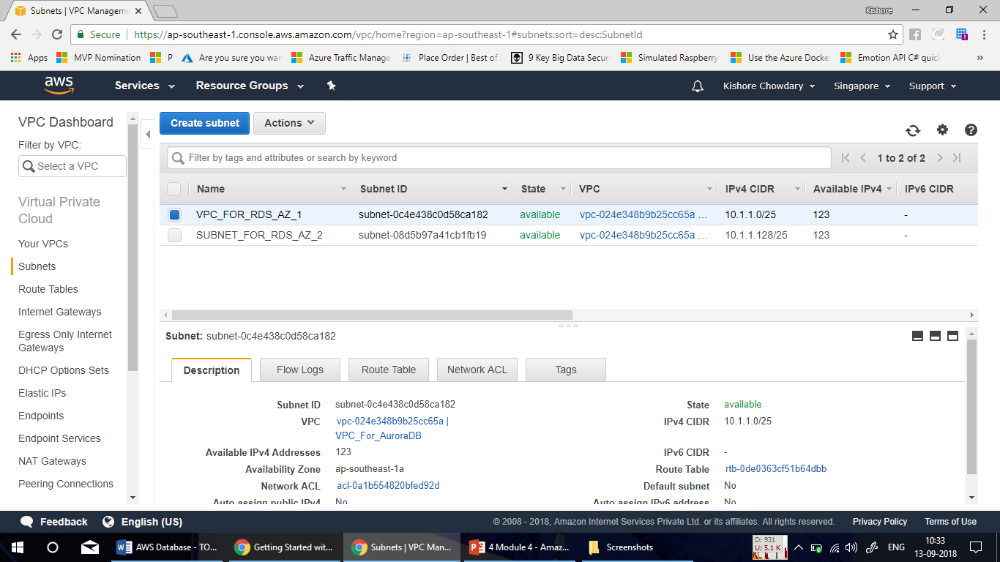 Subnets | VPC Manageme
Kishore
Secure
https://ap-southeast-1.console.aws.amazon.com/vpc/home?region=ap-southeast-1#subnets:sort=desc:SubnetId
Apps MVP Nomination P Are you sure you wan Azure Traffic Manage Place Order | Best of 9 Key Big Data Securi Simulated Raspberry Use the Azure Docke Emotion API C# quick »
aws Services Resource Groups Kishore Chowdary Singapore Support
VPC Dashboard
Filter by VPC:
Select a VPC
Virtual Private
Cloud
Your VPCs
Subnets
Route Tables
Internet Gateways
Egress Only Internet
Gateways
DHCP Options Sets
Elastic IPs
Endpoints
Endpoint Services
NAT Gateways
Peering Connections
Create subnet Actions
Filter by tags and attributes or search by keyword
1 to 2 of 2
Name Subnet ID State VPC IPv4 CIDR Available IPv4 IPv6 CIDR
VPC_FOR_RDS_AZ_1 subnet-0c4e438c0d58ca182 available vpc-024e348b9b25cc65a ... 10.1.1.0/25 123 -
SUBNET_FOR_RDS_AZ_2 subnet-08d5b97a41cb1fb19 available vpc-024e348b9b25cc65a ... 10.1.1.128/25 123 -
Subnet: subnet-0c4e438c0d58ca182
Description Flow Logs Route Table Network ACL Tags
Subnet ID subnet-0c4e438c0d58ca182 State available
VPC vpc-024e348b9b25cc65a | IPv4 CIDR 10.1.1.0/25
VPC_For_AuroraDB
Available IPv4 Addresses 123 IPv6 CIDR -
Availability Zone ap-southeast-1a Route Table rtb-0de0363cf51b64dbb
Network ACL acl-0a1b554820bfed92d Default subnet No
Auto assign public IPv4 No Auto assign IPv6 address No
Feedback English (US) © 2008 - 2018, Amazon Internet Services Private Ltd. or its affiliates. All rights reserved. Privacy Policy Terms of Use
AWS Database - TO... Getting Started wit... Subnets | VPC Man... 4 Module 4 - Amaz... Screenshots
D: 931
U: 5.1 K
ENG
10:33
13-09-2018